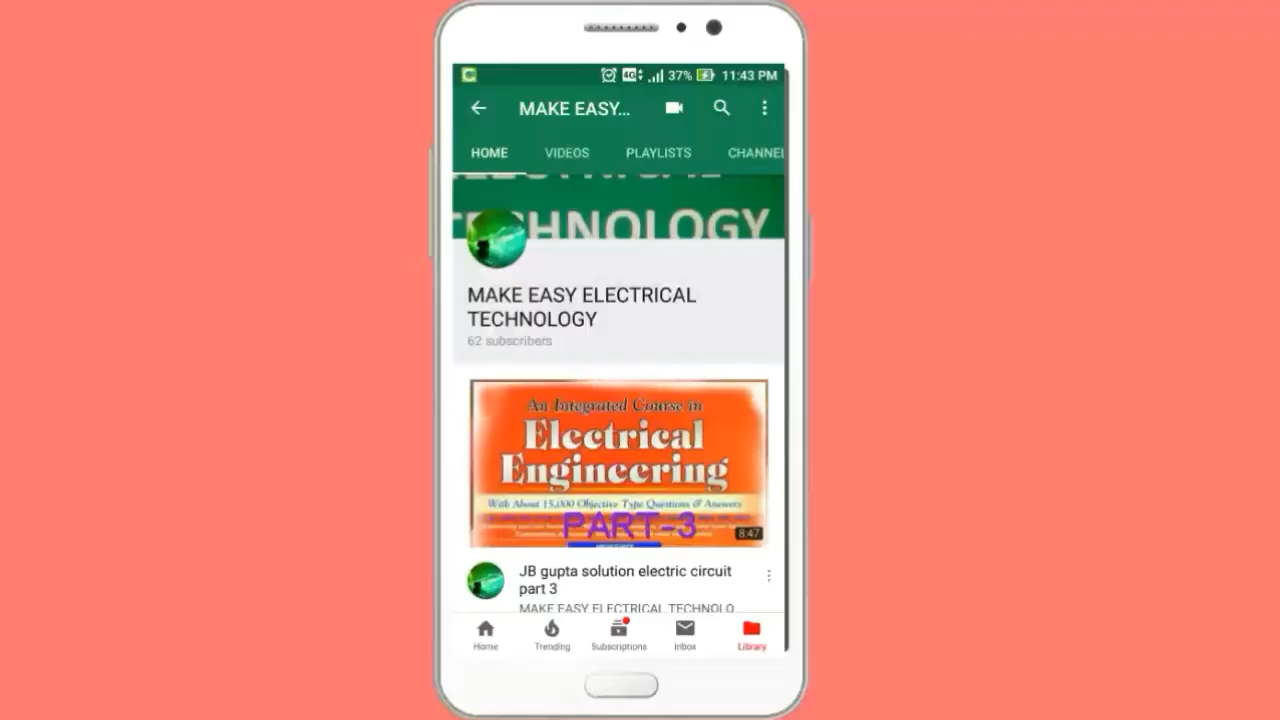 4G 37% 11:43 PM
MAKE EASY...
HOME VIDEOS PLAYLISTS CHANNEL
TECHNOLOGY
MAKE EASY ELECTRICAL
TECHNOLOGY
62 subscribers
An Integrated Course in
Electrical
Engineering
With About 15,000 Objective Type Questions & Answers
PART-3
8:47
JB gupta solution electric circuit
part 3
MAKE EASY ELECTRICAL TECHNOLO
Home Trending Subscriptions Inbox Library